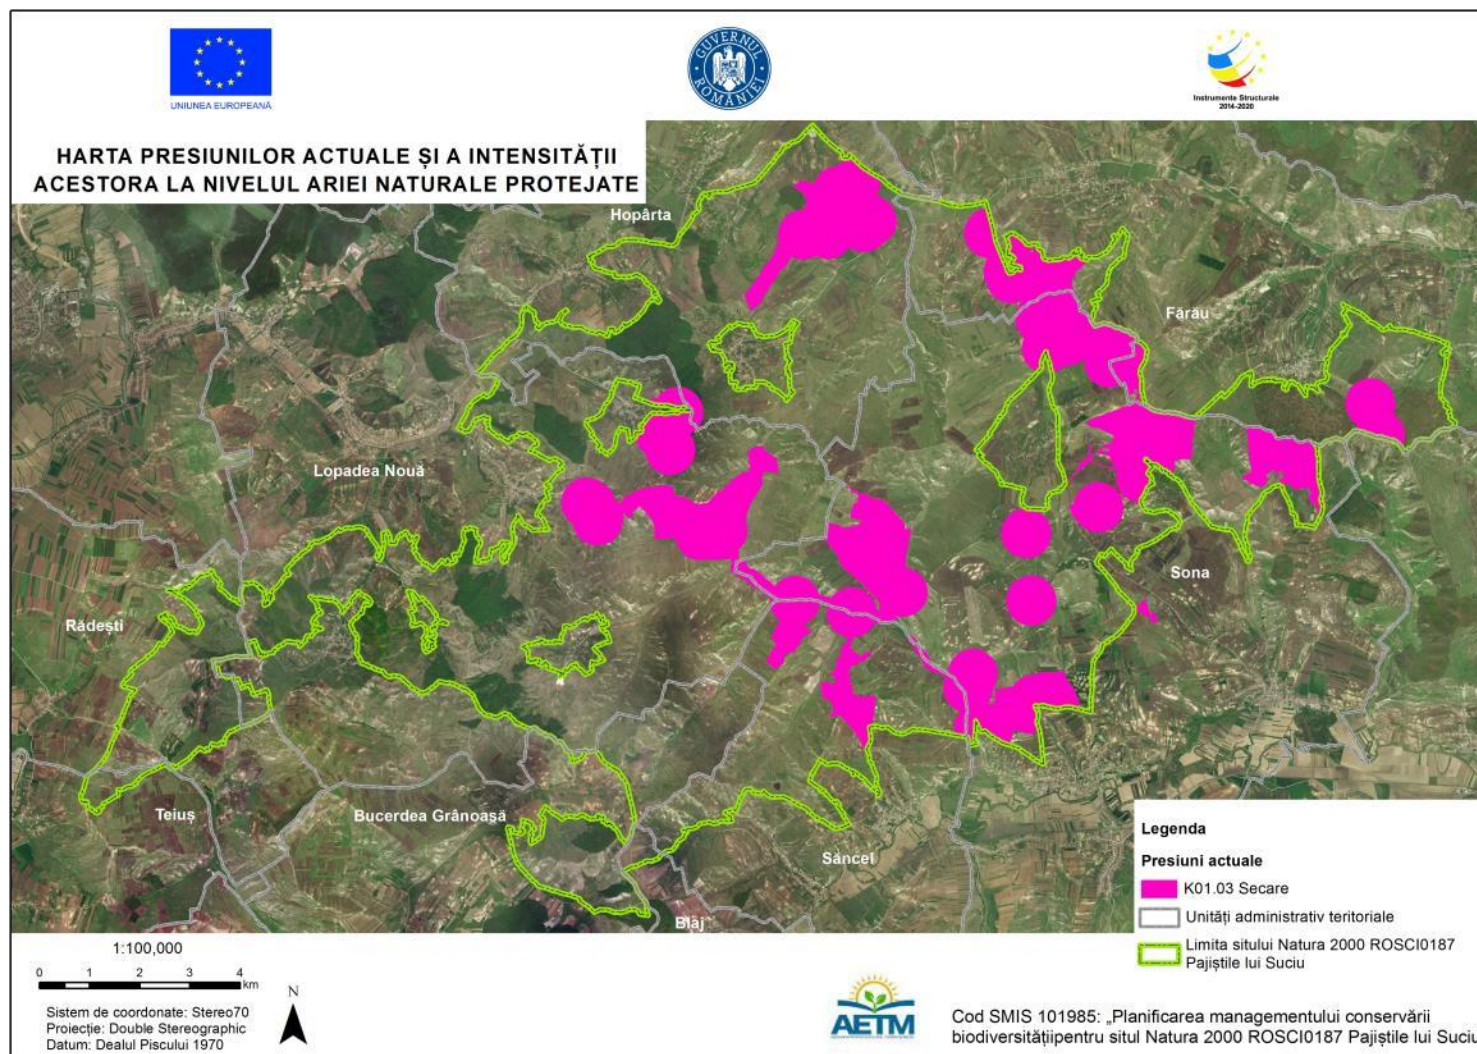 UNIUNEA EUROPEANĂ
GUVERNUL ROMÂNIEI
Instrumente Structurale
2014-2020
HARTA PRESIUNILOR ACTUALE ȘI A INTENSITĂȚII
ACESTORA LA NIVELUL ARIEI NATURALE PROTEJATE
Hopârta
Fărău
Lopadea Nouă
Sona
Rădești
Teiuș
Bucerdea Grânoașă
Sâncel
Blaj
Legenda
Presiuni actuale
K01.03 Secare
Unități administrativ teritoriale
Limita sitului Natura 2000 ROSCI0187
Pajiștile lui Suciu
1:100,000
0 1 2 3 4
km
N
Sistem de coordonate: Stereo70
Proiecție: Double Stereographic
Datum: Dealul Piscului 1970
AETM
Cod SMIS 101985: „Planificarea managementului conservării
biodiversitățiipentru situl Natura 2000 ROSCI0187 Pajiștile lui Suciu